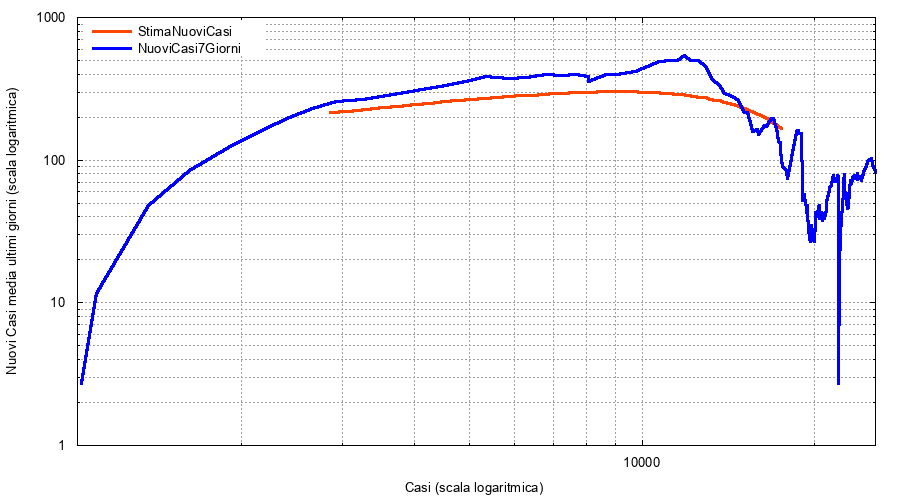 1000
StimaNuoviCasi
NuoviCasi7Giorni
100
10
1
10000
Nuovi Casi media ultimi giorni (scala logaritmica)
Casi (scala logaritmica)